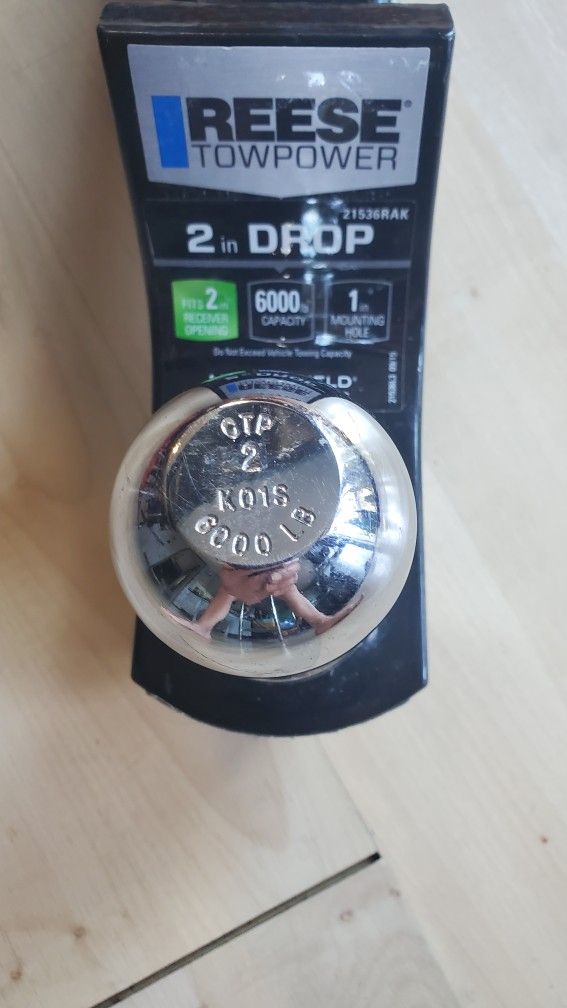 REESE®
TOWPOWER
21536RAK
2 in DROP
FITS 2 in
RECEIVER
OPENING
6000 lb
CAPACITY
1 in
MOUNTING
HOLE
Do Not Exceed Vehicle Towing Capacity
CTP
2
K01S
6000 LB